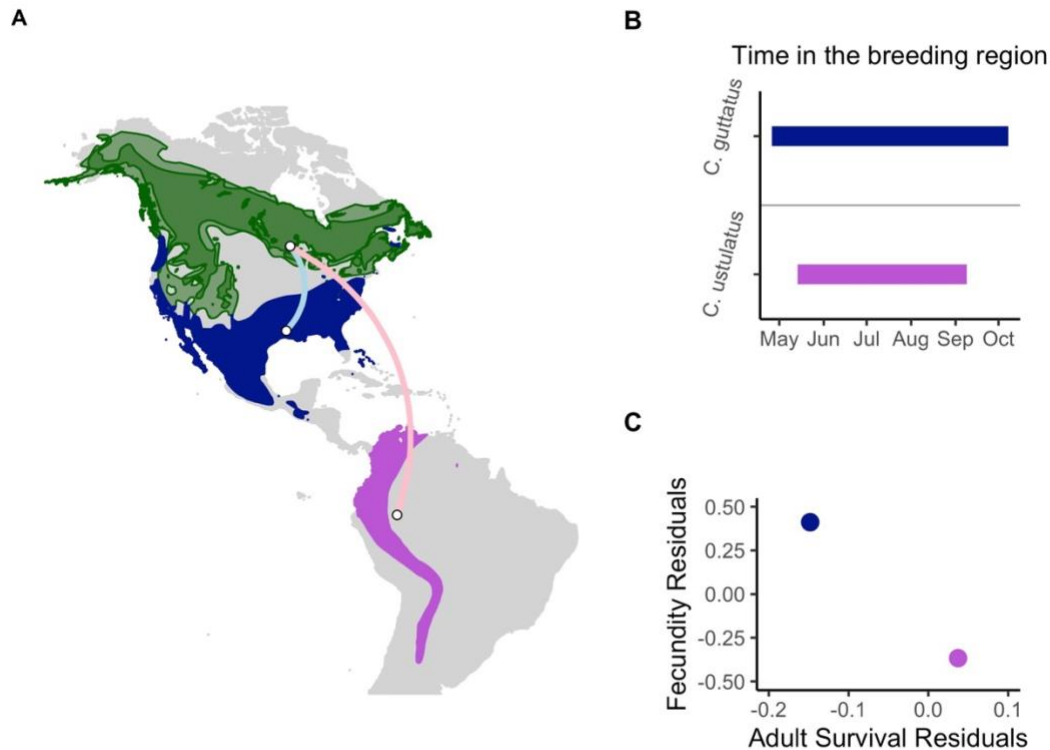 A
B
Time in the breeding region
C. guttatus
C. ustulatus
May Jun Jul Aug Sep Oct
C
Fecundity Residuals
0.50
0.25
0.00
-0.25
-0.50
-0.2 -0.1 0.0 0.1
Adult Survival Residuals